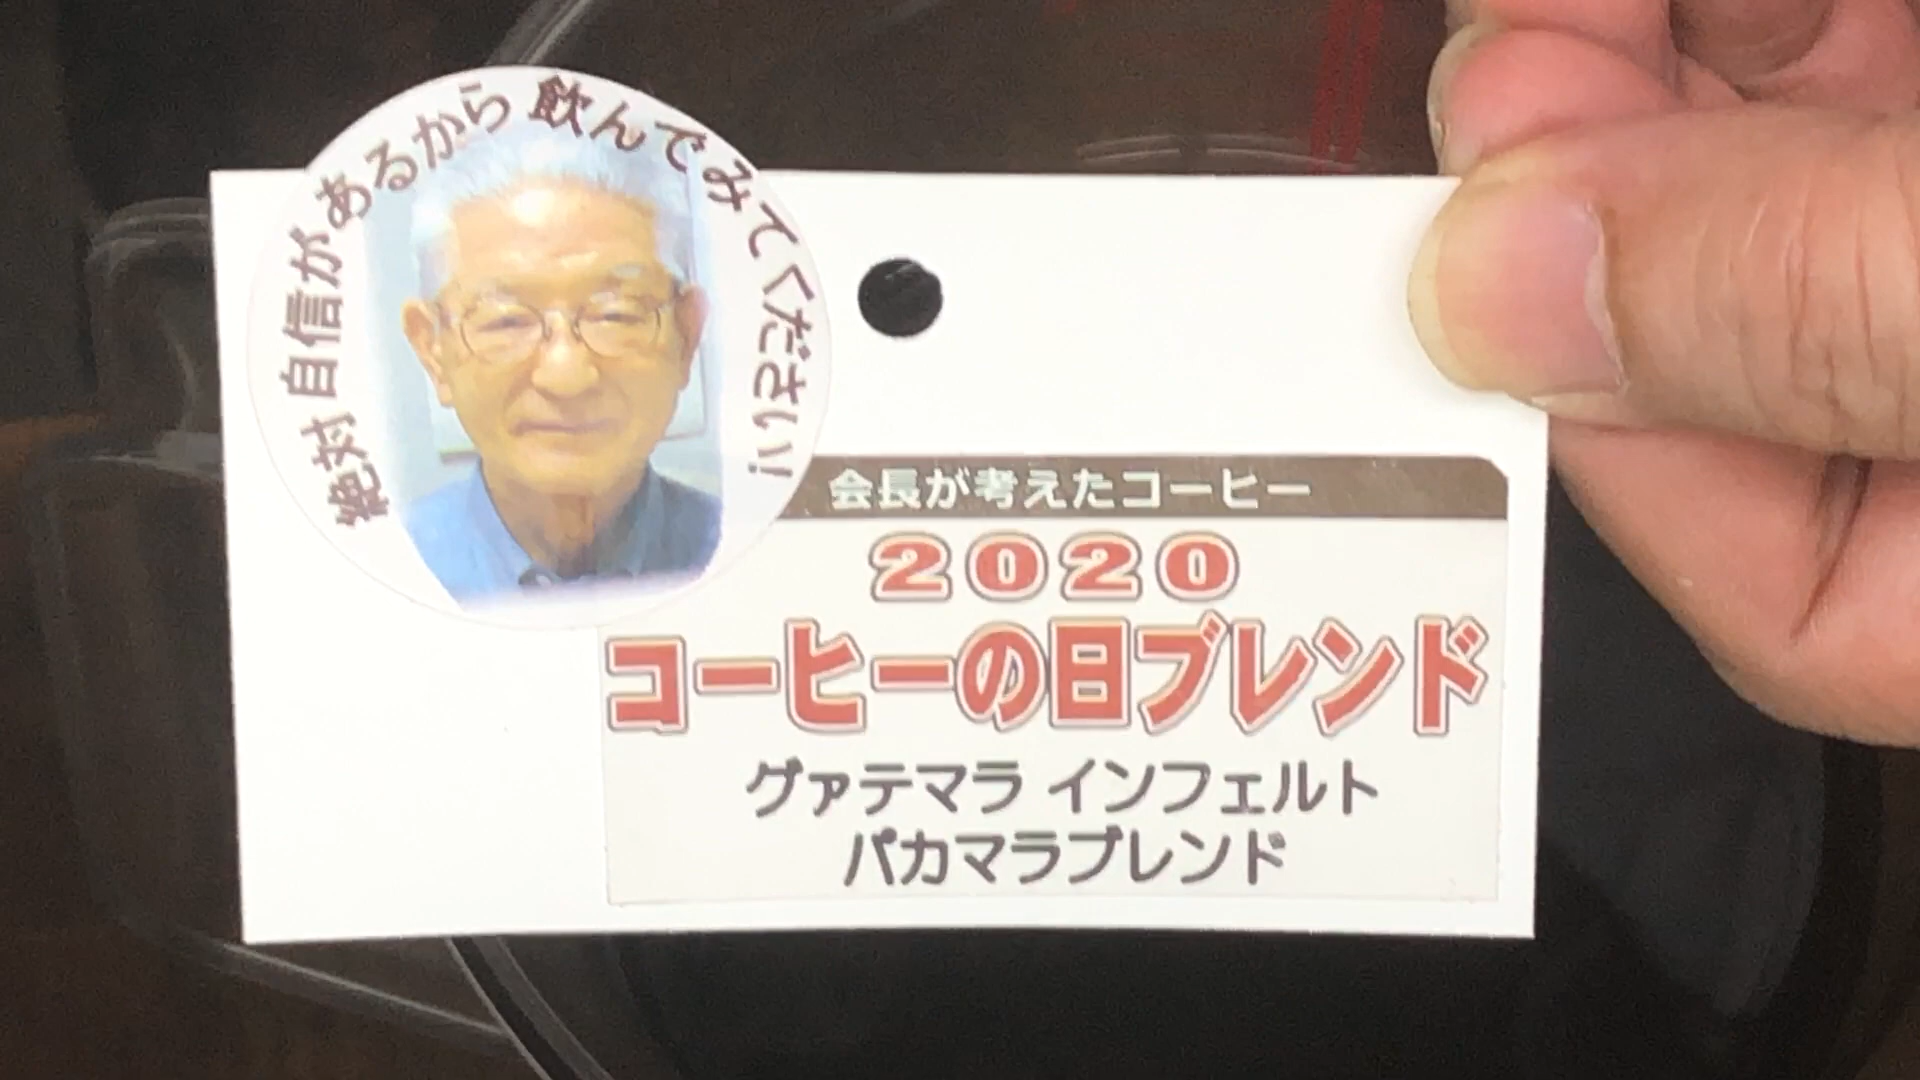 絶対 自信があるから 飲んでみてください!!
会長が考えたコーヒー
2020
コーヒーの日ブレンド
グァテマラ インフェルト
パカマラブレンド